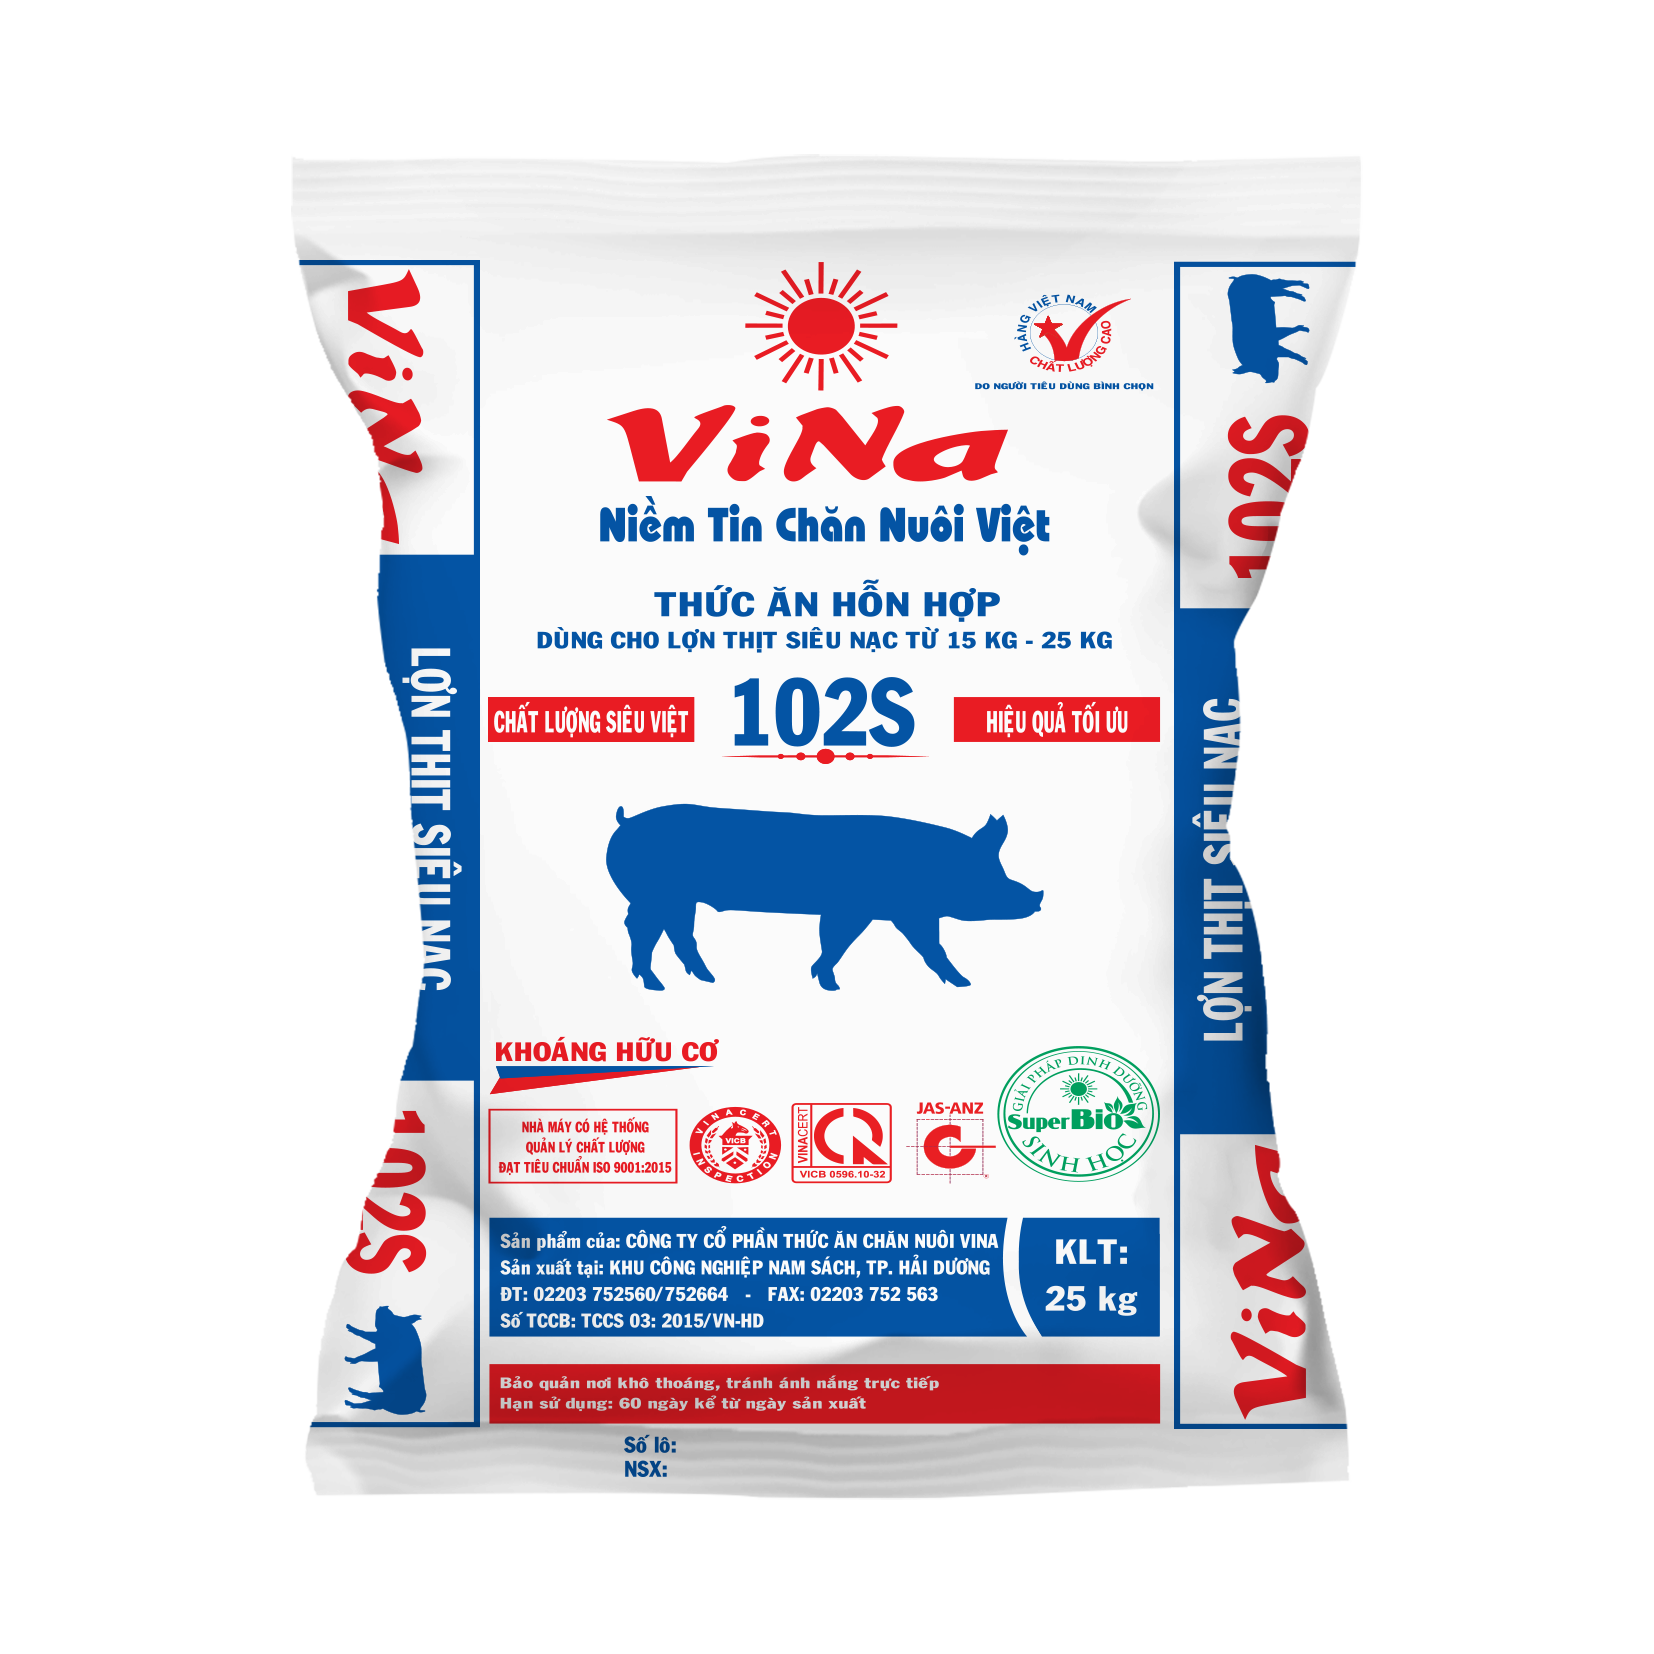 HÀNG VIỆT NAM
CHẤT LƯỢNG CAO
DO NGƯỜI TIÊU DÙNG BÌNH CHỌN
ViNa
Niềm Tin Chăn Nuôi Việt
THỨC ĂN HỖN HỢP
DÙNG CHO LỢN THỊT SIÊU NẠC TỪ 15 KG - 25 KG
CHẤT LƯỢNG SIÊU VIỆT
102S
HIỆU QUẢ TỐI ƯU
KHOÁNG HỮU CƠ
NHÀ MÁY CÓ HỆ THỐNG
QUẢN LÝ CHẤT LƯỢNG
ĐẠT TIÊU CHUẨN ISO 9001:2015
VINACERT
VICB
INSPECTION
VINACERT
VICB 0596.10-32
JAS-ANZ
GIẢI PHÁP DINH DƯỠNG
SuperBio
SINH HỌC
Sản phẩm của: CÔNG TY CỔ PHẦN THỨC ĂN CHĂN NUÔI VINA
Sản xuất tại: KHU CÔNG NGHIỆP NAM SÁCH, TP. HẢI DƯƠNG
ĐT: 02203 752560/752664 - FAX: 02203 752 563
Số TCCB: TCCS 03: 2015/VN-HD
KLT:
25 kg
Bảo quản nơi khô thoáng, tránh ánh nắng trực tiếp
Hạn sử dụng: 60 ngày kể từ ngày sản xuất
Số lô:
NSX:
ViNa
LỢN THỊT SIÊU NẠC
102S
102S
LỢN THỊT SIÊU NẠC
ViNa